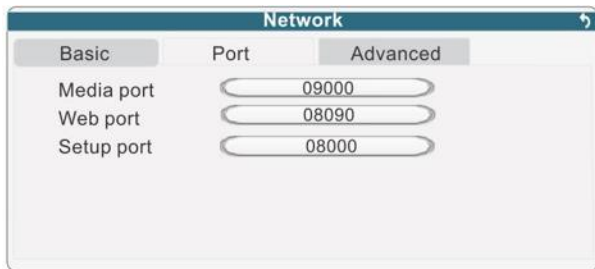 Network
Basic Port Advanced
Media port 09000
Web port 08090
Setup port 08000